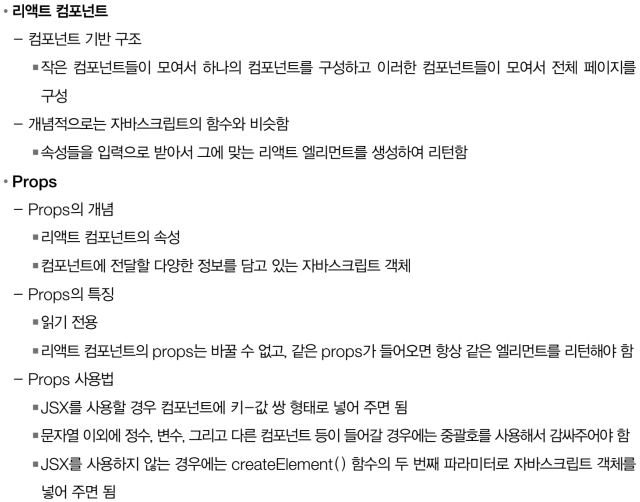 • 리액트 컴포넌트
– 컴포넌트 기반 구조
▪ 작은 컴포넌트들이 모여서 하나의 컴포넌트를 구성하고 이러한 컴포넌트들이 모여서 전체 페이지를
구성
– 개념적으로는 자바스크립트의 함수와 비슷함
▪ 속성들을 입력으로 받아서 그에 맞는 리액트 엘리먼트를 생성하여 리턴함
• Props
– Props의 개념
▪ 리액트 컴포넌트의 속성
▪ 컴포넌트에 전달할 다양한 정보를 담고 있는 자바스크립트 객체
– Props의 특징
▪ 읽기 전용
▪ 리액트 컴포넌트의 props는 바꿀 수 없고, 같은 props가 들어오면 항상 같은 엘리먼트를 리턴해야 함
– Props 사용법
▪ JSX를 사용할 경우 컴포넌트에 키–값 쌍 형태로 넣어 주면 됨
▪ 문자열 이외에 정수, 변수, 그리고 다른 컴포넌트 등이 들어갈 경우에는 중괄호를 사용해서 감싸주어야 함
▪ JSX를 사용하지 않는 경우에는 createElement() 함수의 두 번째 파라미터로 자바스크립트 객체를
넣어 주면 됨